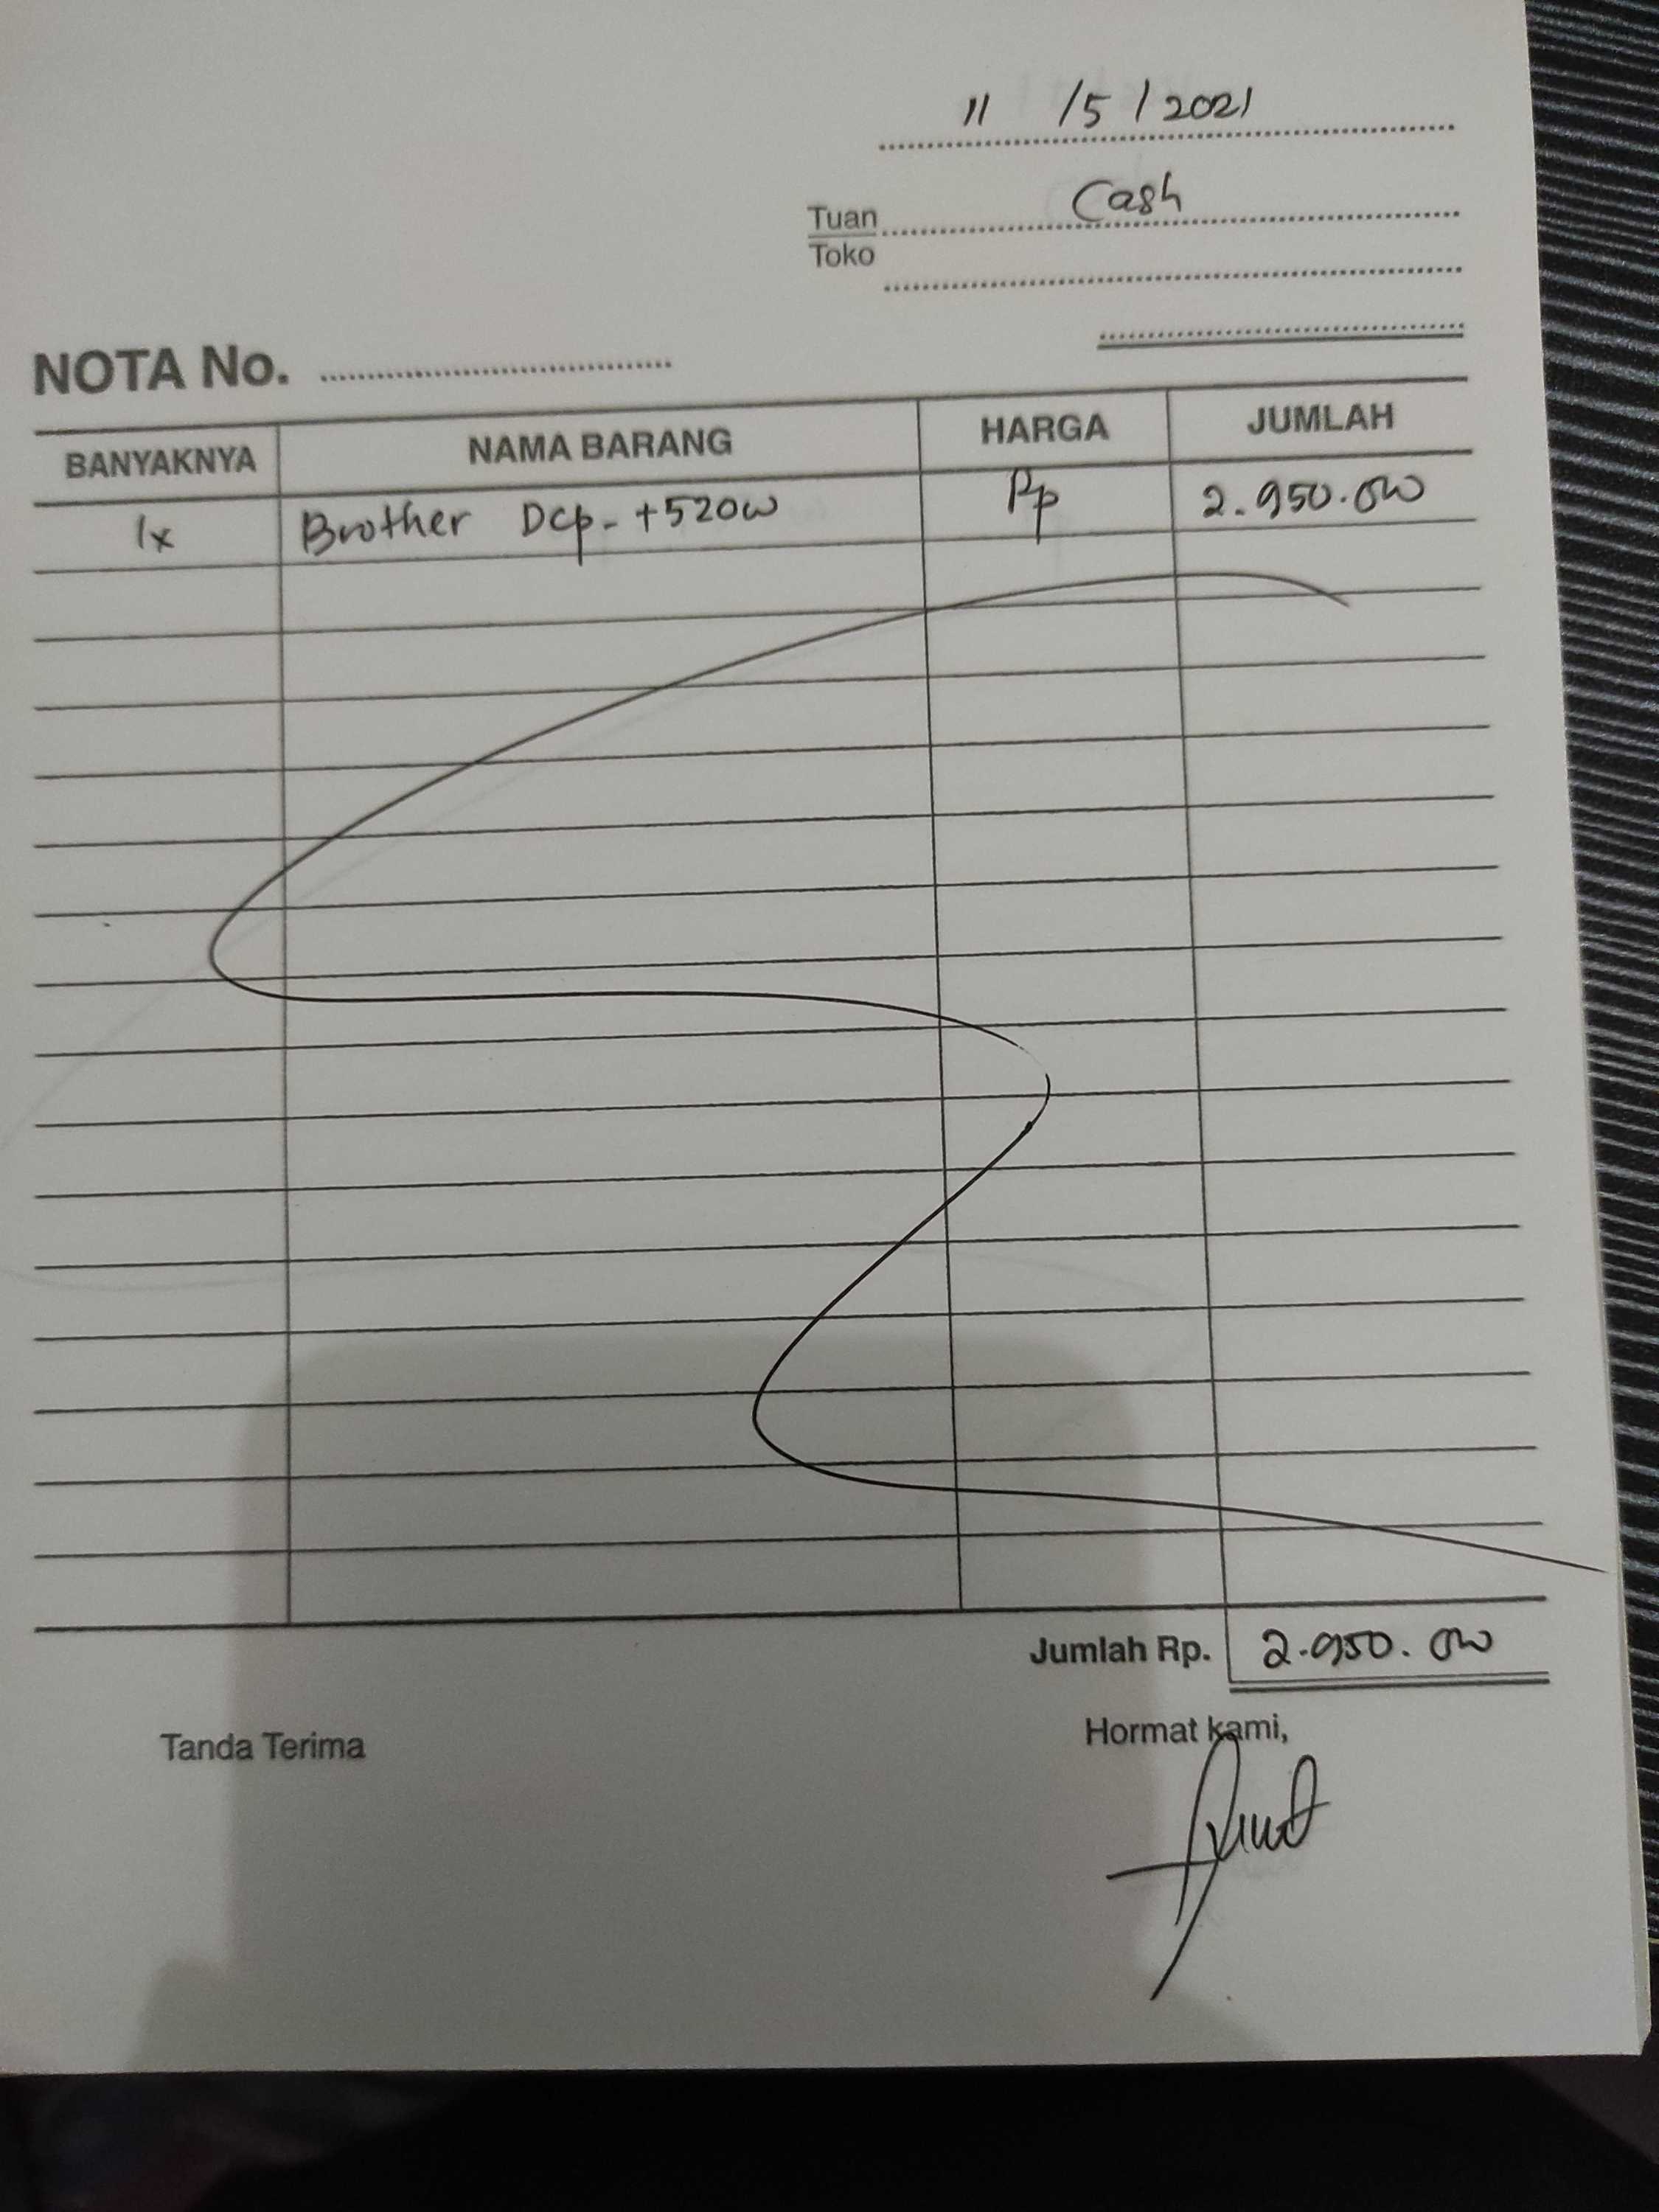 11 /5 / 2021
Tuan Cash
Toko
NOTA No.
BANYAKNYA NAMA BARANG HARGA JUMLAH
1x Brother Dcp- t520w Rp 2.950.000
Jumlah Rp. 2.950.000
Tanda Terima Hormat kami,